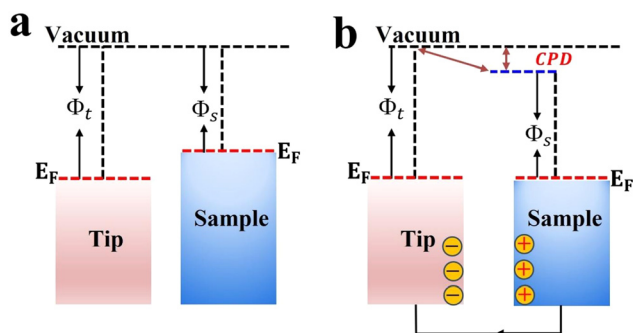 a
Vacuum
Φt
Φs
EF
EF
Tip
Sample
b
Vacuum
CPD
Φt
Φs
EF
EF
Tip
Sample
− +
− +
− +